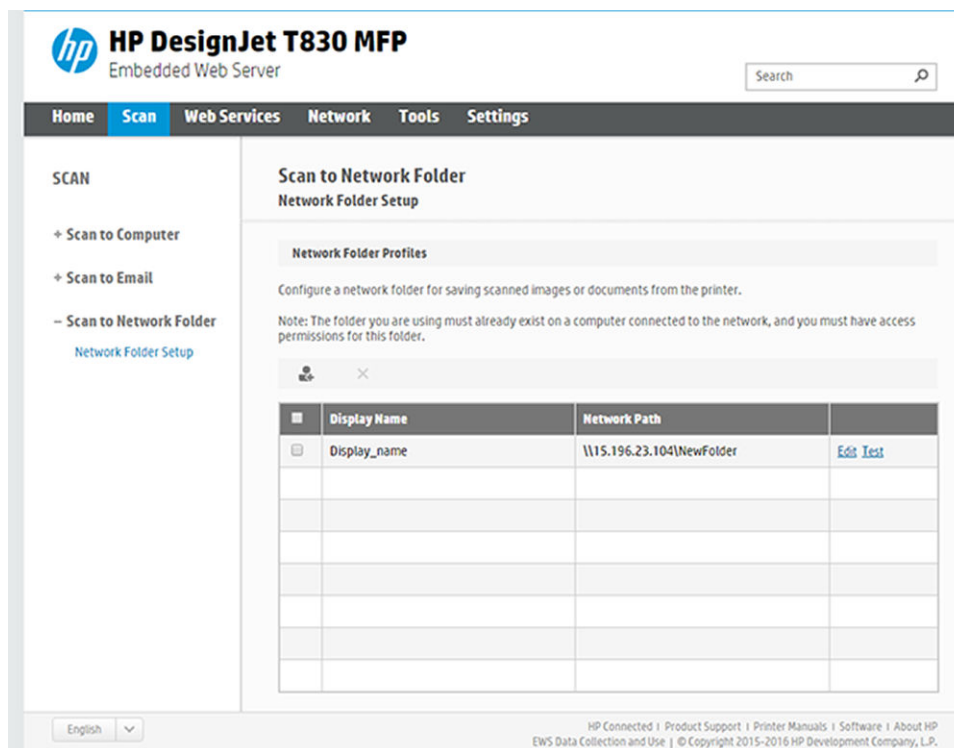 hp
HP DesignJet T830 MFP
Embedded Web Server
Search
Home Scan Web Services Network Tools Settings
SCAN
+ Scan to Computer
+ Scan to Email
– Scan to Network Folder
Network Folder Setup
Scan to Network Folder
Network Folder Setup
Network Folder Profiles
Configure a network folder for saving scanned images or documents from the printer.
Note: The folder you are using must already exist on a computer connected to the network, and you must have access
permissions for this folder.
Display Name Network Path
Display_name \\15.196.23.104\NewFolder Edit Test
English
HP Connected | Product Support | Printer Manuals | Software | About HP
EWS Data Collection and Use | © Copyright 2015-2016 HP Development Company, L.P.